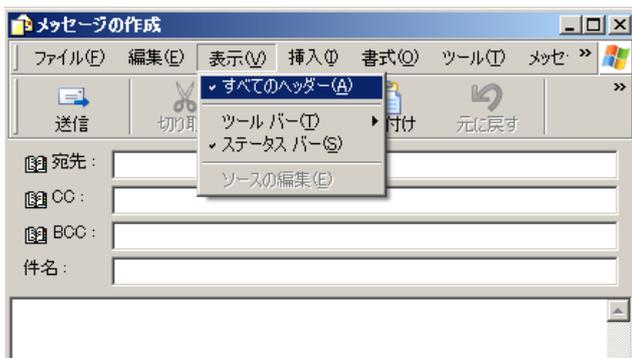 メッセージの作成
ファイル(F) 編集(E) 表示(V) 挿入(I) 書式(O) ツール(T) メッセ »
すべてのヘッダー(A)
ツール バー(T)
ステータス バー(S)
ソースの編集(E)
送信 切り取 付け 元に戻す »
宛先:
CC:
BCC:
件名: